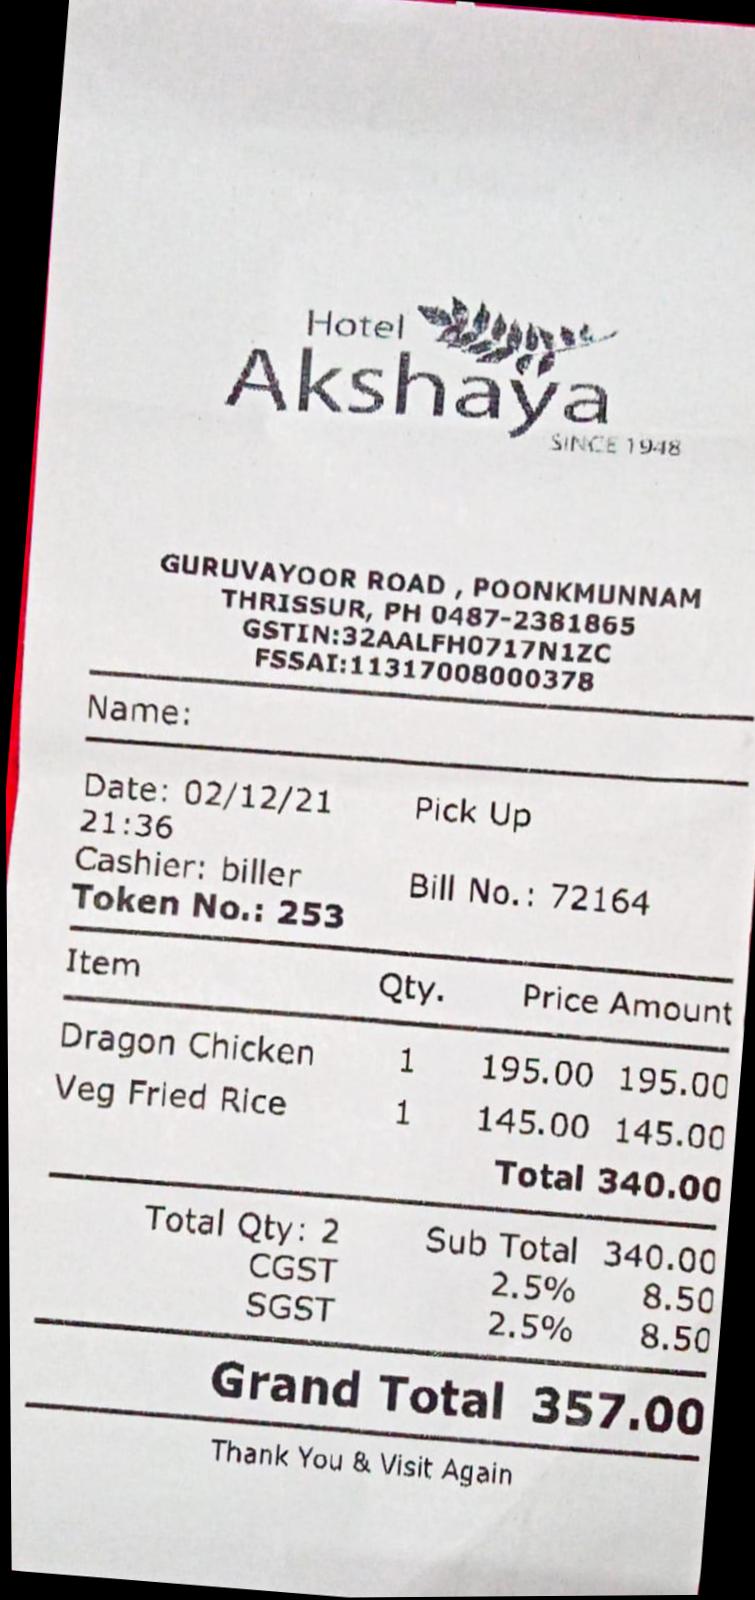 Hotel
Akshaya
SINCE 1948
GURUVAYOOR ROAD , POONKMUNNAM
THRISSUR, PH 0487-2381865
GSTIN:32AALFH0717N1ZC
FSSAI:11317008000378
Name:
Date: 02/12/21 Pick Up
21:36
Cashier: biller Bill No.: 72164
Token No.: 253
Item Qty. Price Amount
Dragon Chicken 1 195.00 195.00
Veg Fried Rice 1 145.00 145.00
Total 340.00
Total Qty: 2 Sub Total 340.00
CGST 2.5% 8.50
SGST 2.5% 8.50
Grand Total 357.00
Thank You & Visit Again